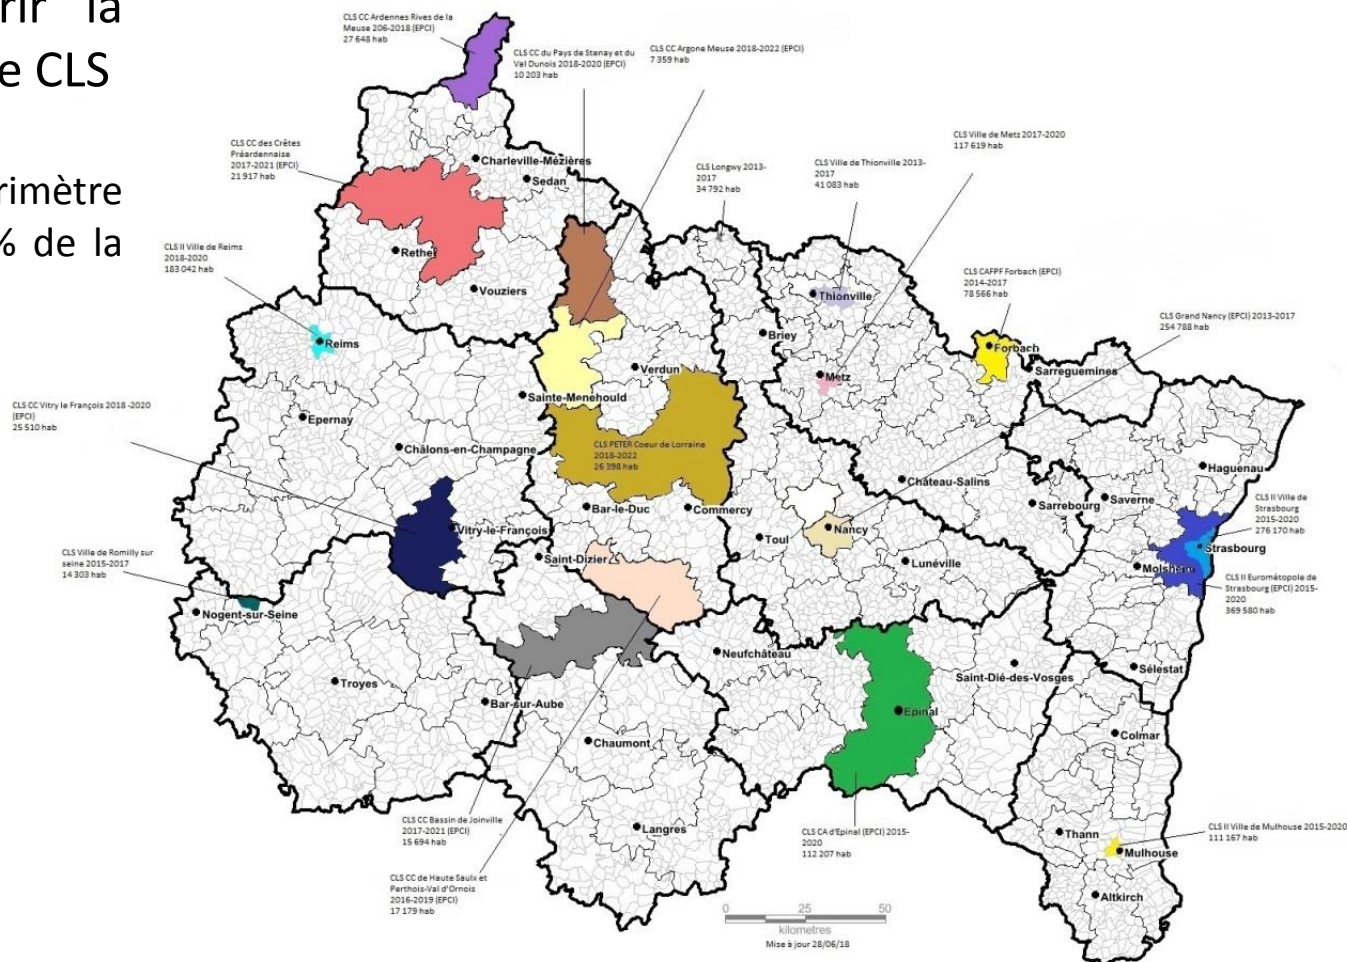 rir la
e CLS
rimètre
% de la
CLS CC Ardennes Rives de la
Meuse 206-2018 (EPCI)
27 648 hab
CLS CC du Pays de Stenay et du
Val Dunois 2018-2020 (EPCI)
10 203 hab
CLS CC Argone Meuse 2018-2022 (EPCI)
7 359 hab
CLS CC des Crêtes
Préardennaise
2017-2021 (EPCI)
21 917 hab
CLS Longwy 2013-
2017
34 792 hab
CLS Ville de Thionville 2013-
2017
41 083 hab
CLS Ville de Metz 2017-2020
117 619 hab
CLS II Ville de Reims
2018-2020
183 042 hab
CLS CAFPF Forbach (EPCI)
2014-2017
78 566 hab
CLS Grand Nancy (EPCI) 2013-2017
254 788 hab
CLS CC Vitry le François 2018 -2020
(EPCI)
25 510 hab
CLS PETER Coeur de Lorraine
2018-2022
26 398 hab
CLS II Ville de
Strasbourg
2015-2020
276 170 hab
CLS II Eurométopole de
Strasbourg (EPCI) 2015-
2020
369 580 hab
CLS Ville de Romilly sur
seine 2015-2017
14 303 hab
CLS CC Bassin de Joinville
2017-2021 (EPCI)
15 694 hab
CLS CC de Haute Saulx et
Perthois-Val d'Ornois
2016-2019 (EPCI)
17 179 hab
CLS CA d'Epinal (EPCI) 2015-
2020
112 207 hab
CLS II Ville de Mulhouse 2015-2020
111 167 hab
Charleville-Mézières
Sedan
Rethel
Vouziers
Reims
Epernay
Châlons-en-Champagne
Sainte-Menehould
Verdun
Briey
Thionville
Metz
Forbach
Sarreguemines
Haguenau
Saverne
Strasbourg
Molsheim
Château-Salins
Sarrebourg
Bar-le-Duc
Commercy
Vitry-le-François
Saint-Dizier
Toul
Nancy
Lunéville
Nogent-sur-Seine
Troyes
Bar-sur-Aube
Neufchâteau
Saint-Dié-des-Vosges
Sélestat
Epinal
Chaumont
Colmar
Langres
Thann
Mulhouse
Altkirch
0 25 50
kilometres
Mise à jour 28/06/18